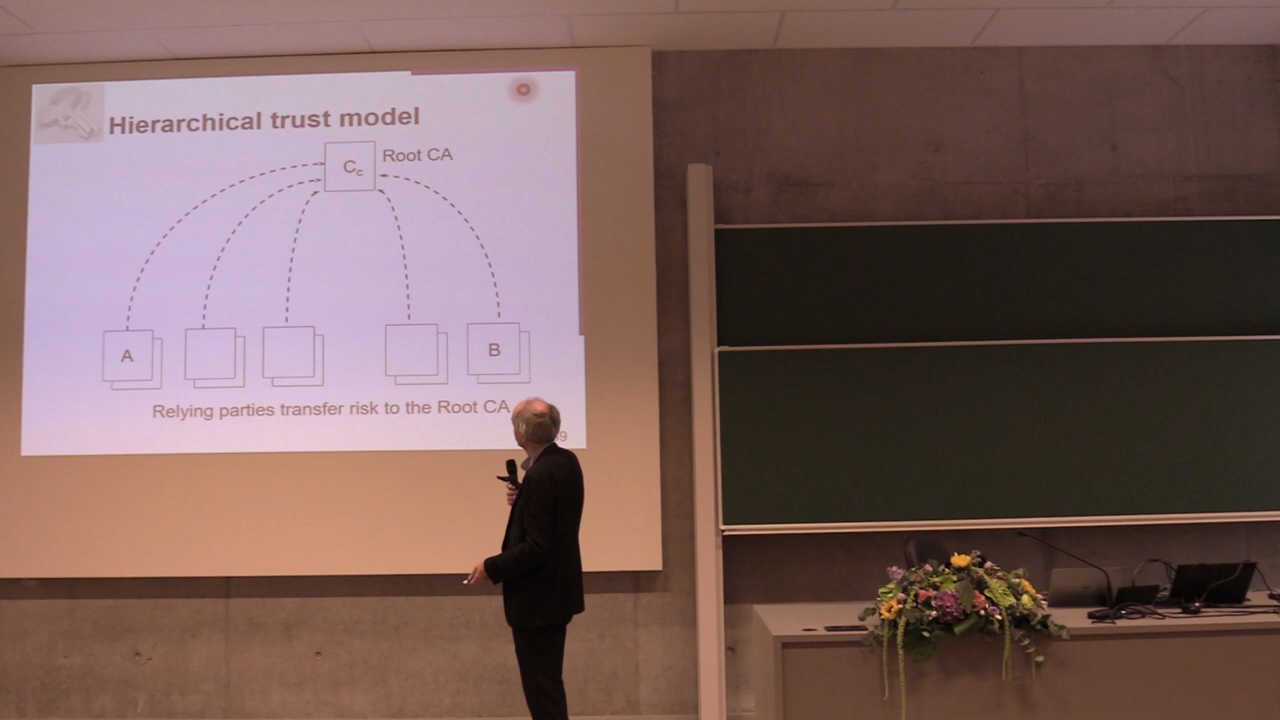 Hierarchical trust model
Cc Root CA
A
B
Relying parties transfer risk to the Root CA